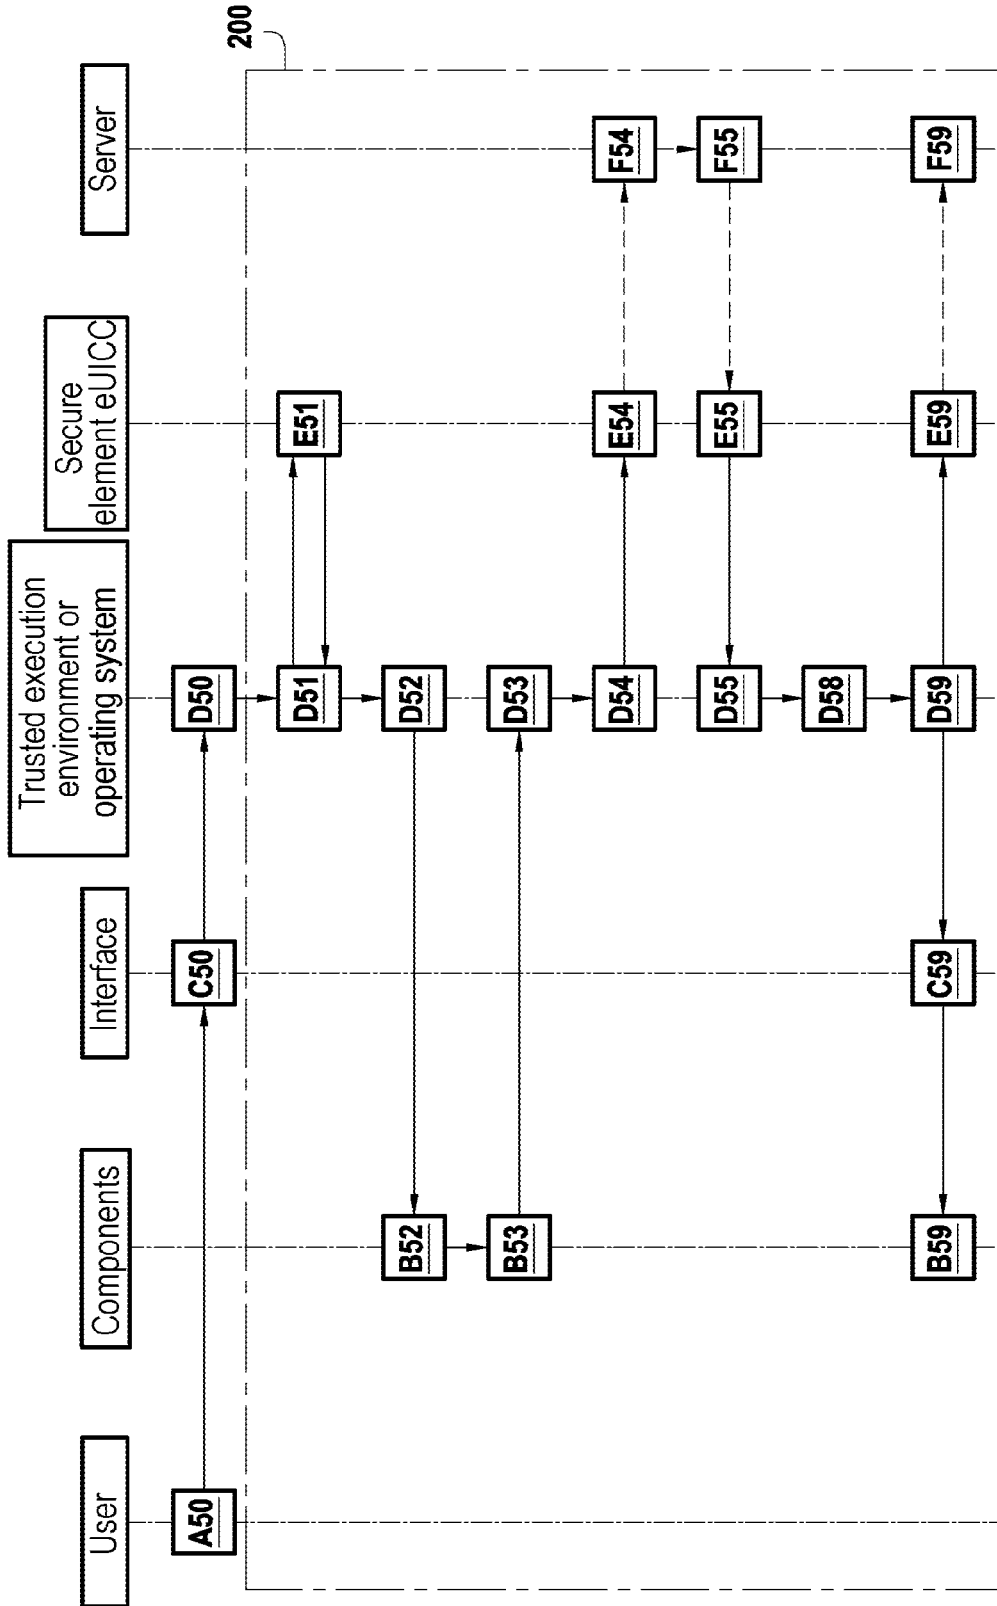 200
User
Components
Interface
Trusted execution
environment or
operating system
Secure
element eUICC
Server
A50
C50
D50
D51
E51
B52
D52
B53
D53
D54
E54
F54
D55
E55
F55
D58
B59
C59
D59
E59
F59